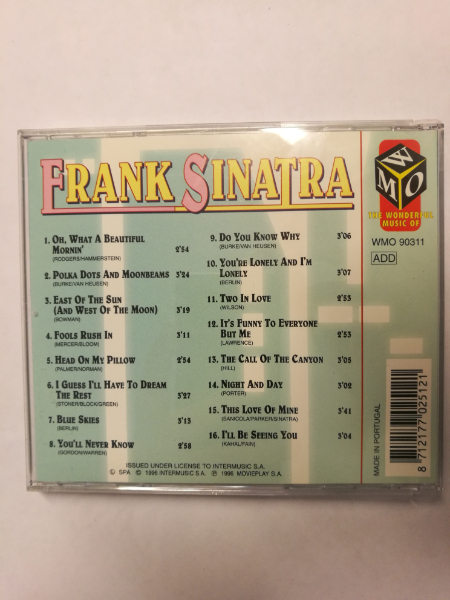 FRANK SINATRA
1. OH, WHAT A BEAUTIFUL
MORNIN' 2'54
(RODGERS/HAMMERSTEIN)
2. POLKA DOTS AND MOONBEAMS 3'24
(BURKE/VAN HEUSEN)
3. EAST OF THE SUN
(AND WEST OF THE MOON) 3'19
(BOWMAN)
4. FOOLS RUSH IN 3'11
(MERCER/BLOOM)
5. HEAD ON MY PILLOW 2'54
(PALMER/NORMAN)
6. I GUESS I'LL HAVE TO DREAM
THE REST 3'27
(STONER/BLOCK/GREEN)
7. BLUE SKIES 3'13
(BERLIN)
8. YOU'LL NEVER KNOW 2'58
(GORDON/WARREN)
9. DO YOU KNOW WHY 3'06
(BURKE/VAN HEUSEN)
10. YOU'RE LONELY AND I'M
LONELY 3'07
(BERLIN)
11. TWO IN LOVE 2'53
(WILSON)
12. IT'S FUNNY TO EVERYONE
BUT ME 2'53
(LAWRENCE)
13. THE CALL OF THE CANYON 3'05
(HILL)
14. NIGHT AND DAY 3'02
(PORTER)
15. THIS LOVE OF MINE 3'41
(SANICOLA/PARKER/SINATRA)
16. I'LL BE SEEING YOU 3'04
(KAHAL/FAIN)
ISSUED UNDER LICENSE TO INTERMUSIC S.A.
© SPA © 1996 INTERMUSIC S.A. ℗ 1996 MOVIEPLAY S.A.
WMO
THE WONDERFUL
MUSIC OF
WMO 90311
ADD
MADE IN PORTUGAL
8 712177 025121